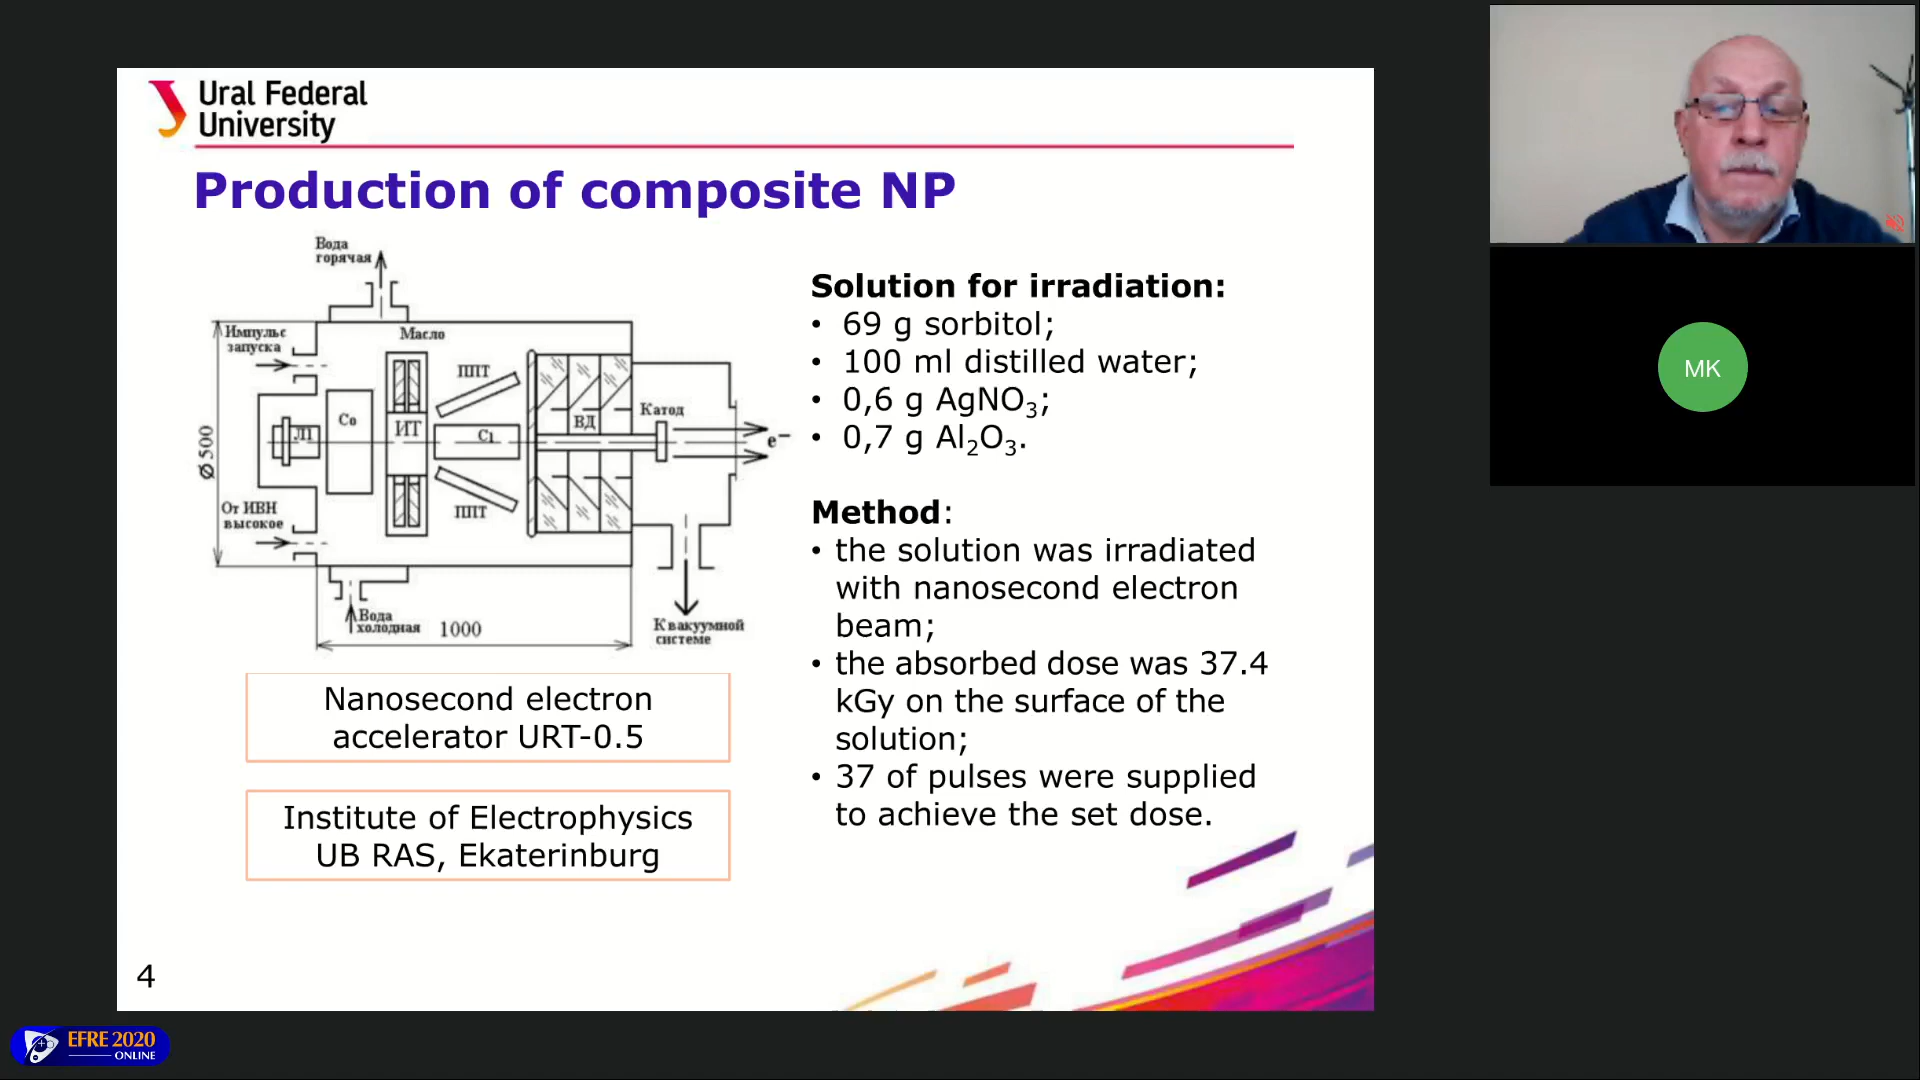 Ural Federal
University
Production of composite NP
Вода
горячая
Импульс
запуска
Масло
ППТ
Л1
Со
ИТ
С1
ВД
Катод
e−
⌀500
От ИВН
высокое
ППТ
Вода
холодная
1000
К вакуумной
системе
Nanosecond electron
accelerator URT-0.5
Institute of Electrophysics
UB RAS, Ekaterinburg
Solution for irradiation:
• 69 g sorbitol;
• 100 ml distilled water;
• 0,6 g AgNO₃;
• 0,7 g Al₂O₃.
Method:
• the solution was irradiated
with nanosecond electron
beam;
• the absorbed dose was 37.4
kGy on the surface of the
solution;
• 37 of pulses were supplied
to achieve the set dose.
4
MK
EFRE 2020
ONLINE